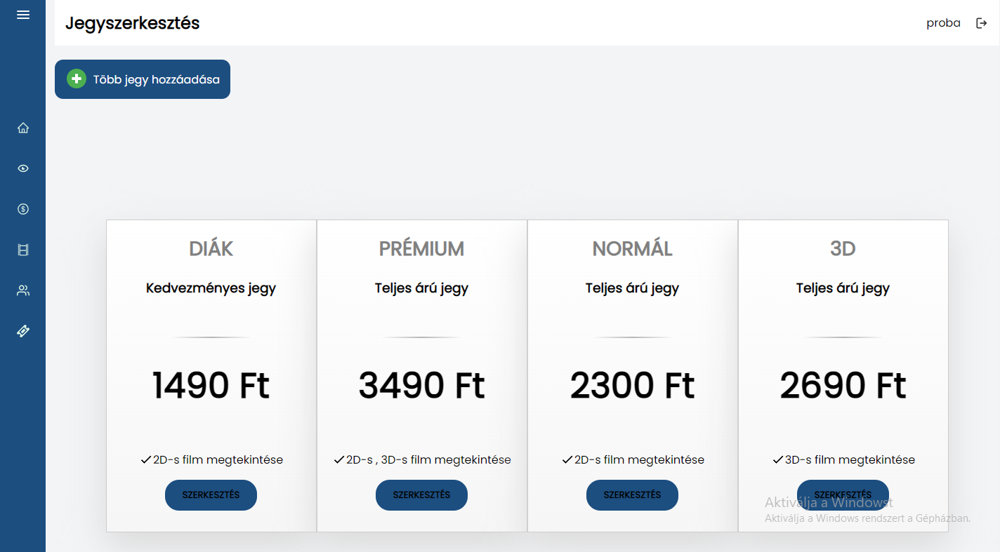 Jegyszerkesztés
proba
Több jegy hozzáadása
DIÁK
Kedvezményes jegy
1490 Ft
2D-s film megtekintése
SZERKESZTÉS
PRÉMIUM
Teljes árú jegy
3490 Ft
2D-s , 3D-s film megtekintése
SZERKESZTÉS
NORMÁL
Teljes árú jegy
2300 Ft
2D-s film megtekintése
SZERKESZTÉS
3D
Teljes árú jegy
2690 Ft
3D-s film megtekintése
SZERKESZTÉS
Aktiválja a Windowst
Aktiválja a Windows rendszert a Gépházban.